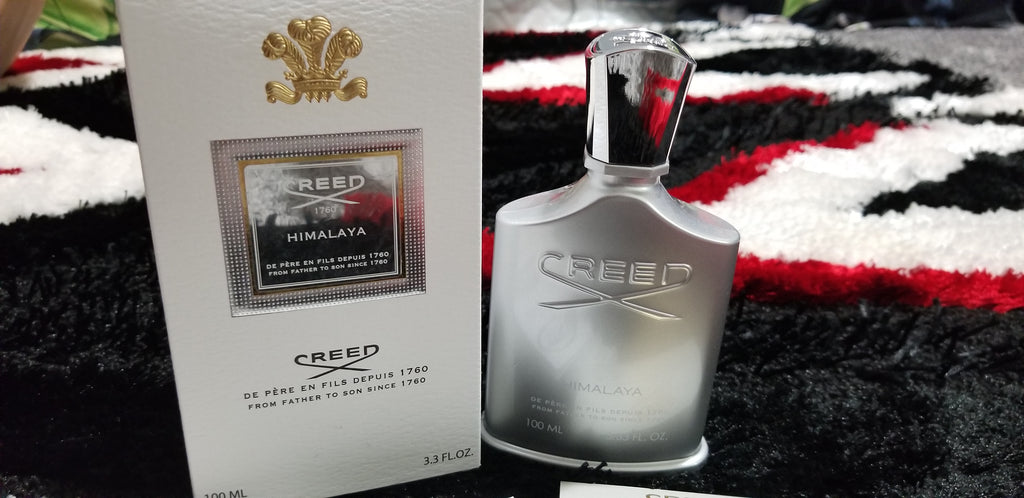 CREED
1760
HIMALAYA
DE PÈRE EN FILS DEPUIS 1760
FROM FATHER TO SON SINCE 1760
CREED
DE PÈRE EN FILS DEPUIS 1760
FROM FATHER TO SON SINCE 1760
100 ML
3.3 FL.OZ.
CREED
HIMALAYA
DE PÈRE EN FILS DEPUIS 1760
FROM FATHER TO SON SINCE 1760
100 ML
FL. OZ.